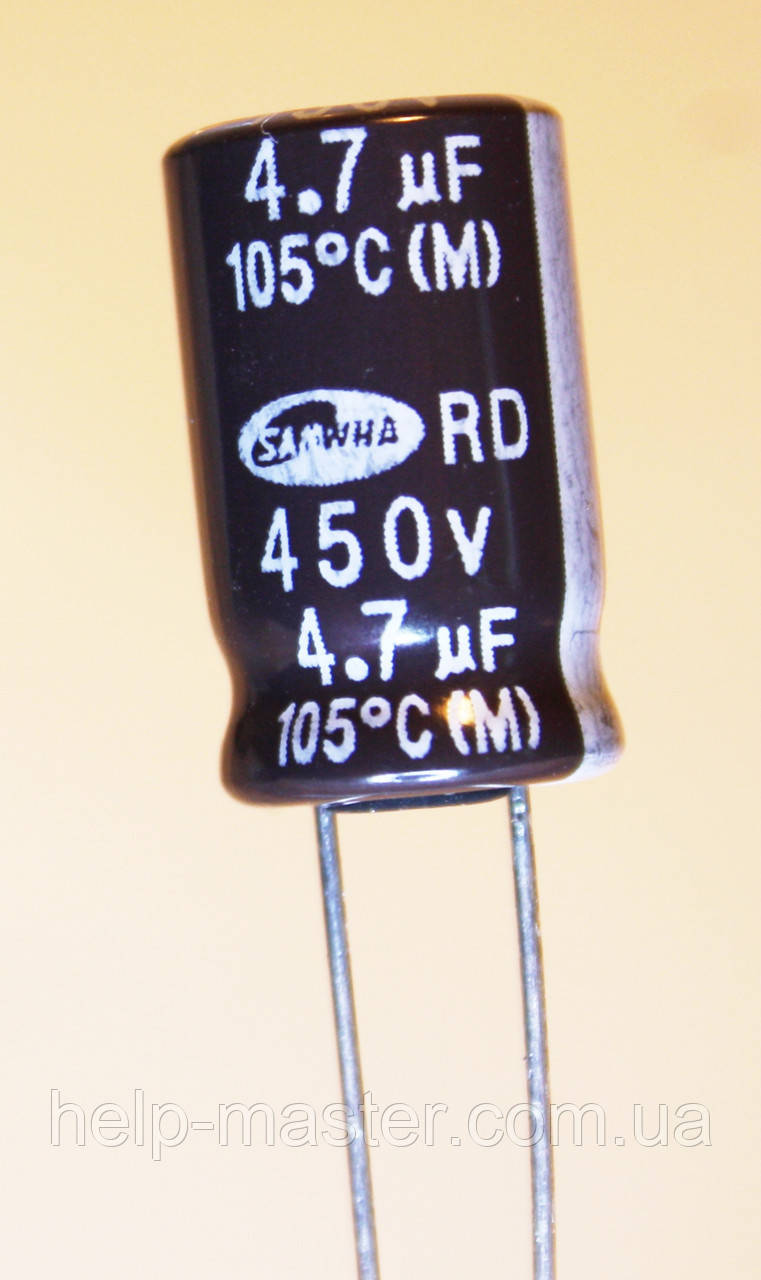 4.7 µF
105°C (M)
SAMWHA RD
450V
4.7 µF
105°C (M)
help-master.com.ua